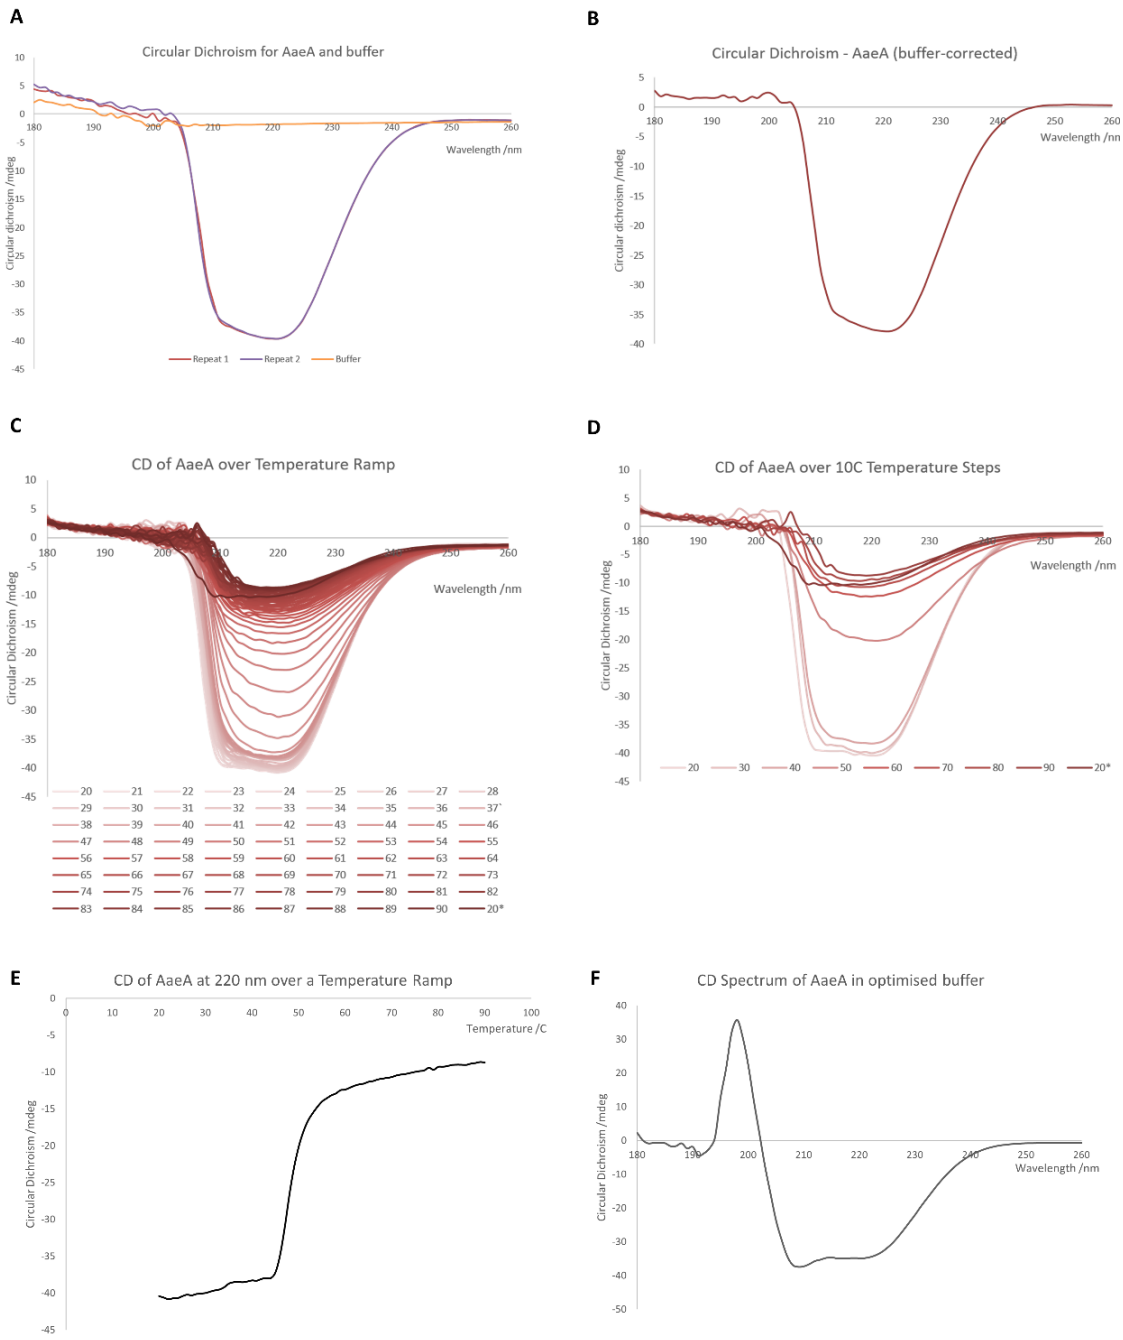 A
Circular Dichroism for AaeA and buffer
10
5
0
180 190 200 210 220 230 240 250 260
-5
-10
-15
-20
-25
-30
-35
-40
-45
Wavelength /nm
Circular dichroism /mdeg
Repeat 1 Repeat 2 Buffer
B
Circular Dichroism - AaeA (buffer-corrected)
5
0
180 190 200 210 220 230 240 250 260
-5
-10
-15
-20
-25
-30
-35
-40
Wavelength /nm
Circular dichroism /mdeg
C
CD of AaeA over Temperature Ramp
10
5
0
180 190 200 210 220 230 240 250 260
-5
-10
-15
-20
-25
-30
-35
-40
-45
Wavelength /nm
Circular Dichroism /mdeg
20 21 22 23 24 25 26 27 28
29 30 31 32 33 34 35 36 37`
38 39 40 41 42 43 44 45 46
47 48 49 50 51 52 53 54 55
56 57 58 59 60 61 62 63 64
65 66 67 68 69 70 71 72 73
74 75 76 77 78 79 80 81 82
83 84 85 86 87 88 89 90 20*
D
CD of AaeA over 10C Temperature Steps
10
5
0
180 190 200 210 220 230 240 250 260
-5
-10
-15
-20
-25
-30
-35
-40
-45
Wavelength /nm
Circular Dichroism /mdeg
20 30 40 50 60 70 80 90 20*
E
CD of AaeA at 220 nm over a Temperature Ramp
0
0 10 20 30 40 50 60 70 80 90 100
-5
-10
-15
-20
-25
-30
-35
-40
-45
Temperature /C
Circular Dichroism /mdeg
F
CD Spectrum of AaeA in optimised buffer
40
30
20
10
0
180 190 200 210 220 230 240 250 260
-10
-20
-30
-40
-50
Wavelength /nm
Circular Dichroism /mdeg